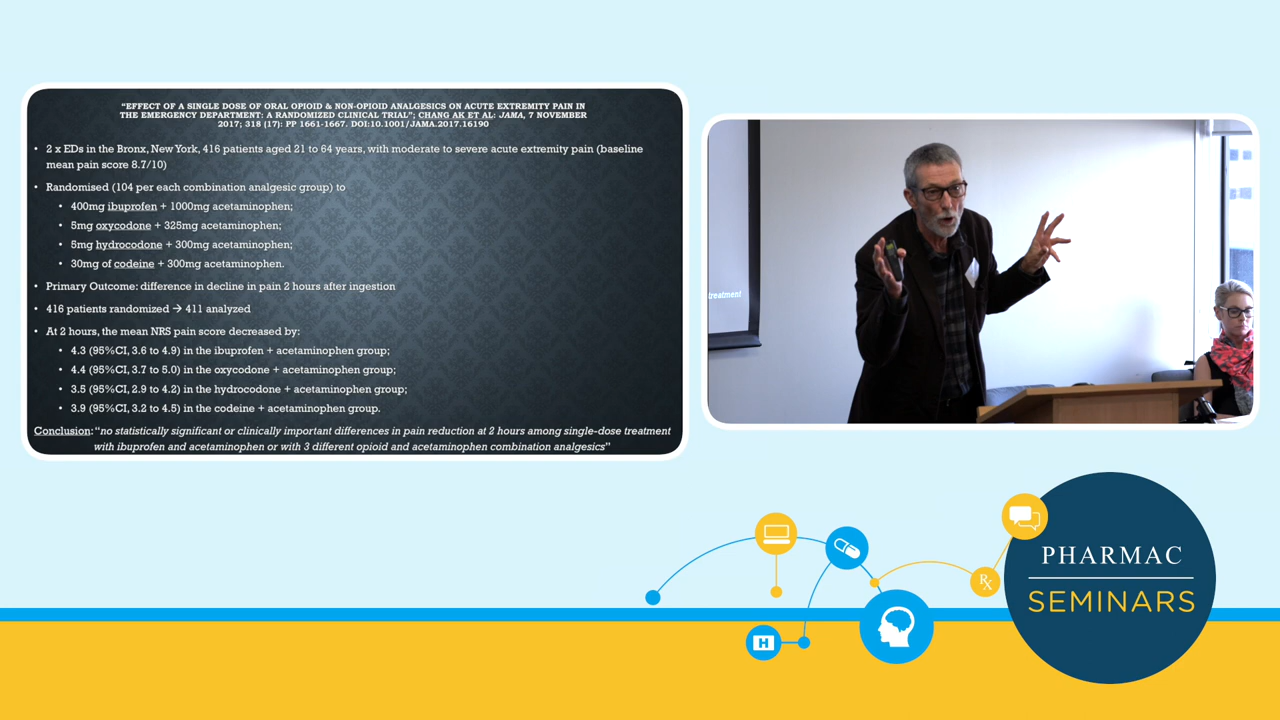 “EFFECT OF A SINGLE DOSE OF ORAL OPIOID & NON-OPIOID ANALGESICS ON ACUTE EXTREMITY PAIN IN
THE EMERGENCY DEPARTMENT: A RANDOMIZED CLINICAL TRIAL”; CHANG AK ET AL: JAMA, 7 NOVEMBER
2017; 318 (17): PP 1661-1667. DOI:10.1001/JAMA.2017.16190
• 2 x EDs in the Bronx, New York, 416 patients aged 21 to 64 years, with moderate to severe acute extremity pain (baseline
mean pain score 8.7/10)
• Randomised (104 per each combination analgesic group) to
• 400mg ibuprofen + 1000mg acetaminophen;
• 5mg oxycodone + 325mg acetaminophen;
• 5mg hydrocodone + 300mg acetaminophen;
• 30mg of codeine + 300mg acetaminophen.
• Primary Outcome: difference in decline in pain 2 hours after ingestion
• 416 patients randomized → 411 analyzed
• At 2 hours, the mean NRS pain score decreased by:
• 4.3 (95%CI, 3.6 to 4.9) in the ibuprofen + acetaminophen group;
• 4.4 (95%CI, 3.7 to 5.0) in the oxycodone + acetaminophen group;
• 3.5 (95%CI, 2.9 to 4.2) in the hydrocodone + acetaminophen group;
• 3.9 (95%CI, 3.2 to 4.5) in the codeine + acetaminophen group.
Conclusion: “no statistically significant or clinically important differences in pain reduction at 2 hours among single-dose treatment
with ibuprofen and acetaminophen or with 3 different opioid and acetaminophen combination analgesics”
treatment
H
Rx
PHARMAC
SEMINARS